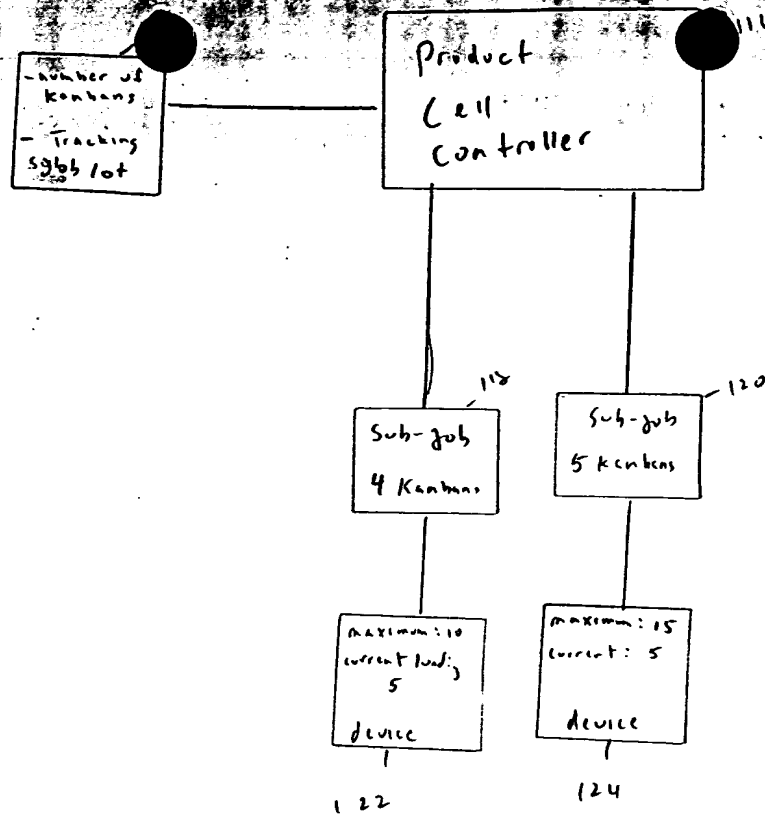 -number of
Kanbans
- Tracking
lot
Product
Cell
Controller
118
120
Sub-job
4 Kanbans
Sub-job
5 Kanbans
maximum: 10
current loading
5
device
maximum: 15
current: 5
device
122
124